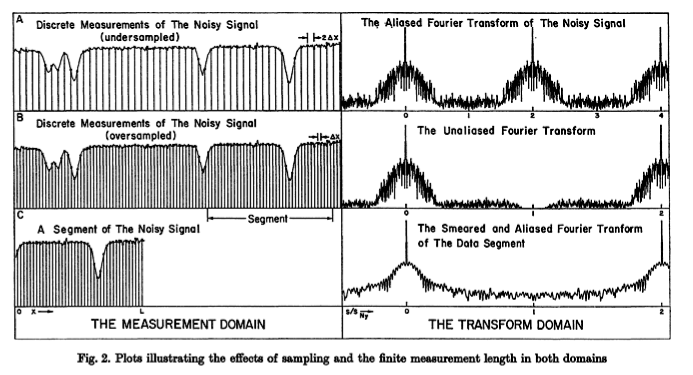 A
Discrete Measurements of The Noisy Signal
(undersampled)
2ΔX
The Aliased Fourier Transform of The Noisy Signal
0 1 2 3 4
B
Discrete Measurements of The Noisy Signal
(oversampled)
ΔX
The Unaliased Fourier Transform
0 1 2
C
A Segment of The Noisy Signal
Segment
The Smeared and Aliased Fourier Tranform
of The Data Segment
O X L
S/S Ny 0 1 2
THE MEASUREMENT DOMAIN
THE TRANSFORM DOMAIN
Fig. 2. Plots illustrating the effects of sampling and the finite measurement length in both domains